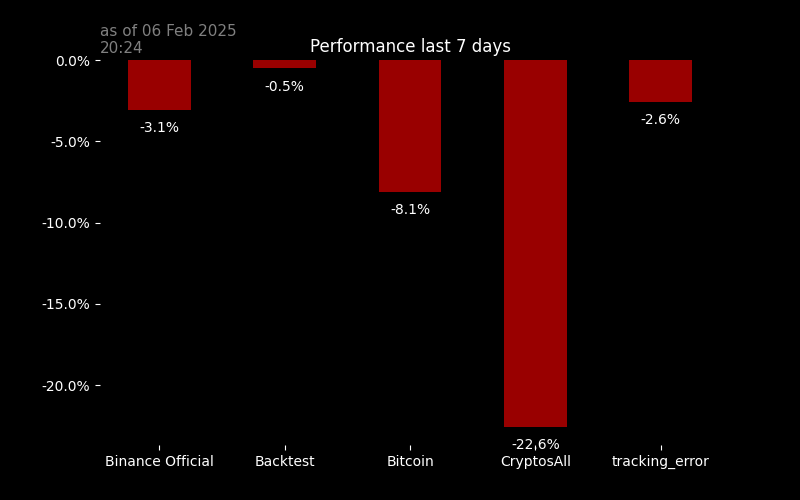 as of 06 Feb 2025
20:24
Performance last 7 days
0.0%
-5.0%
-10.0%
-15.0%
-20.0%
-3.1%
-0.5%
-8.1%
-22.6%
-2.6%
Binance Official
Backtest
Bitcoin
CryptosAll
tracking_error